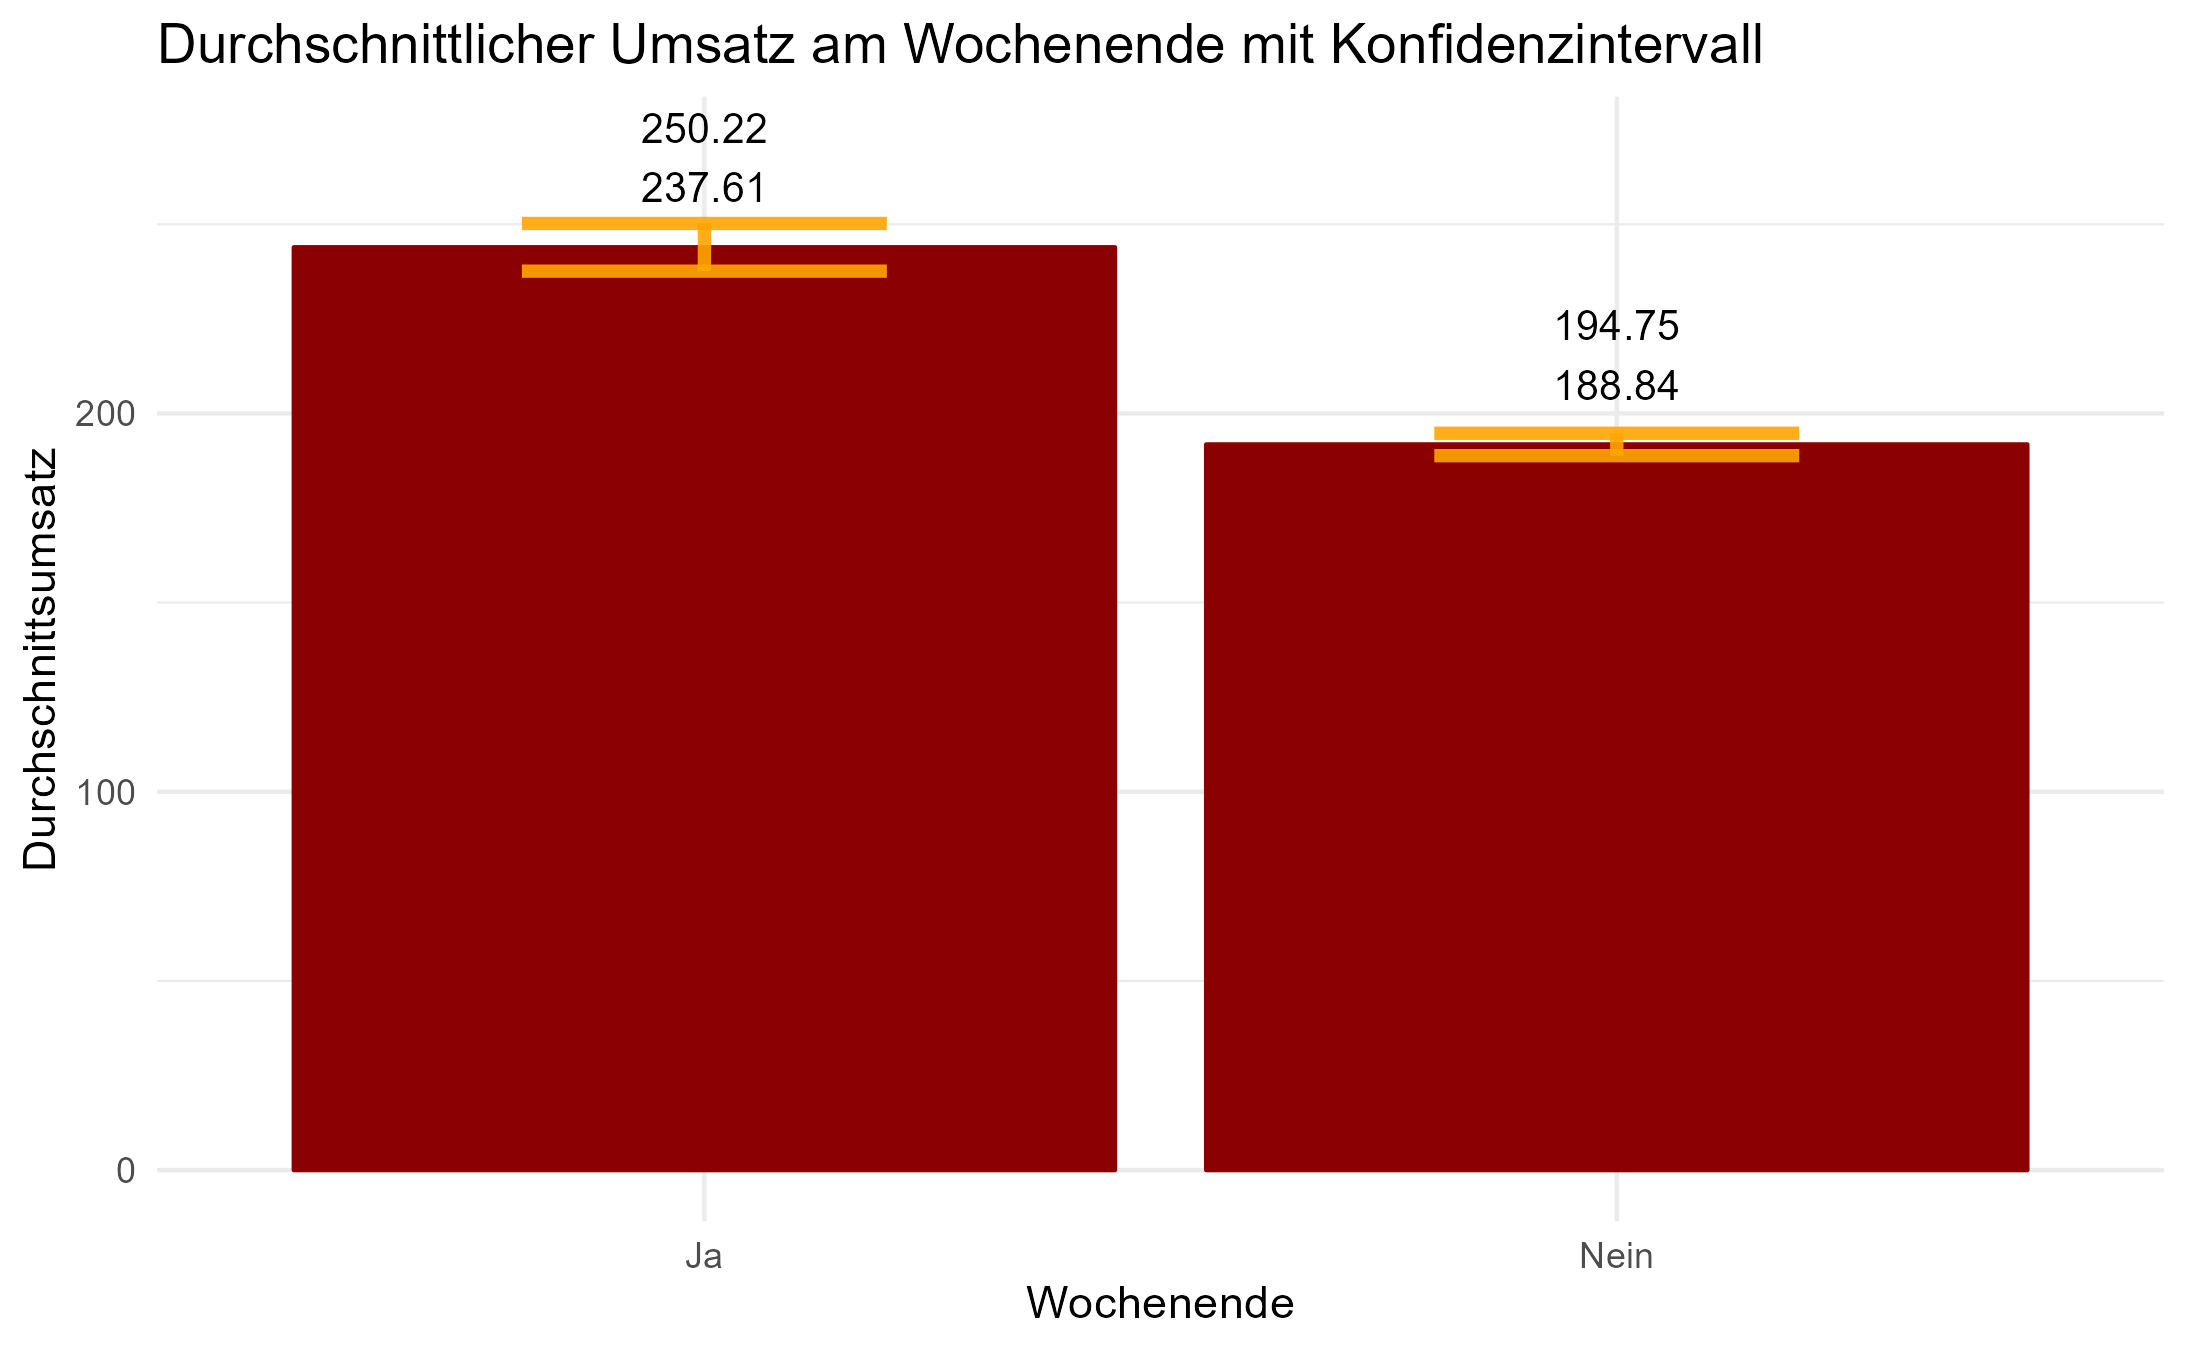 Durchschnittlicher Umsatz am Wochenende mit Konfidenzintervall
250.22
237.61
194.75
188.84
200
100
0
Durchschnittsumsatz
Ja
Nein
Wochenende